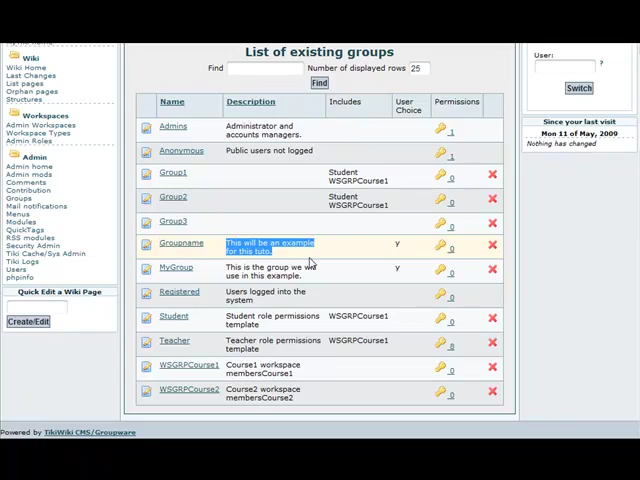 Wiki
Wiki Home
Last Changes
List pages
Orphan pages
Structures
Workspaces
Admin Workspaces
Workspace Types
Admin Roles
Admin
Admin home
Admin mods
Comments
Contribution
Groups
Mail notifications
Menus
Modules
QuickTags
RSS modules
Security Admin
Tiki Cache/Sys Admin
Tiki Logs
Users
phpinfo
Quick Edit a Wiki Page
Create/Edit
List of existing groups
Find Number of displayed rows 25
Find
Name Description Includes User Choice Permissions
Admins Administrator and accounts managers. 1
Anonymous Public users not logged 1
Group1 Student WSGRPCourse1 0
Group2 Student WSGRPCourse1 0
Group3 0
Groupname This will be an example for this tuto. y 0
MyGroup This is the group we will use in this example. y 0
Registered Users logged into the system 0
Student Student role permissions template WSGRPCourse1 0
Teacher Teacher role permissions template WSGRPCourse1 8
WSGRPCourse1 Course1 workspace membersCourse1 0
WSGRPCourse2 Course2 workspace membersCourse2 0
User:
?
Switch
Since your last visit
Mon 11 of May, 2009
Nothing has changed
Powered by TikiWiki CMS/Groupware